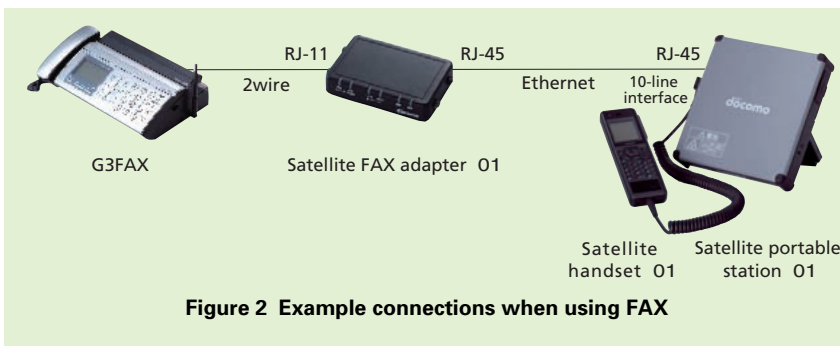 RJ-11
RJ-45
RJ-45
2wire
Ethernet
10-line
interface
docomo
docomo
G3FAX
Satellite FAX adapter 01
Satellite
handset 01
Satellite portable
station 01
Figure 2 Example connections when using FAX